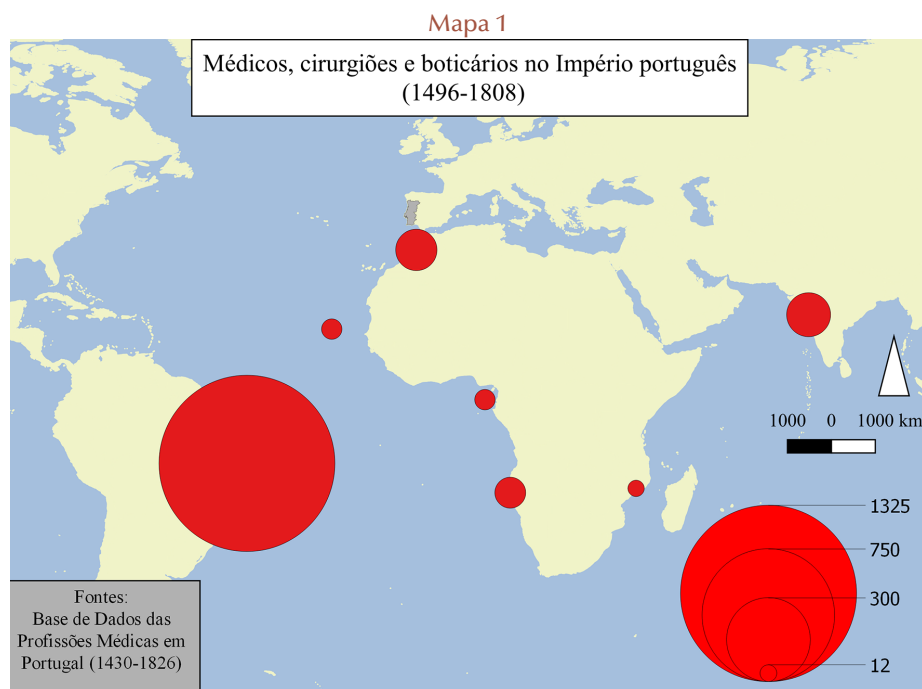 Mapa 1
Médicos, cirurgiões e boticários no Império português
(1496-1808)
1000 0 1000 km
1325
750
300
12
Fontes:
Base de Dados das
Profissões Médicas em
Portugal (1430-1826)